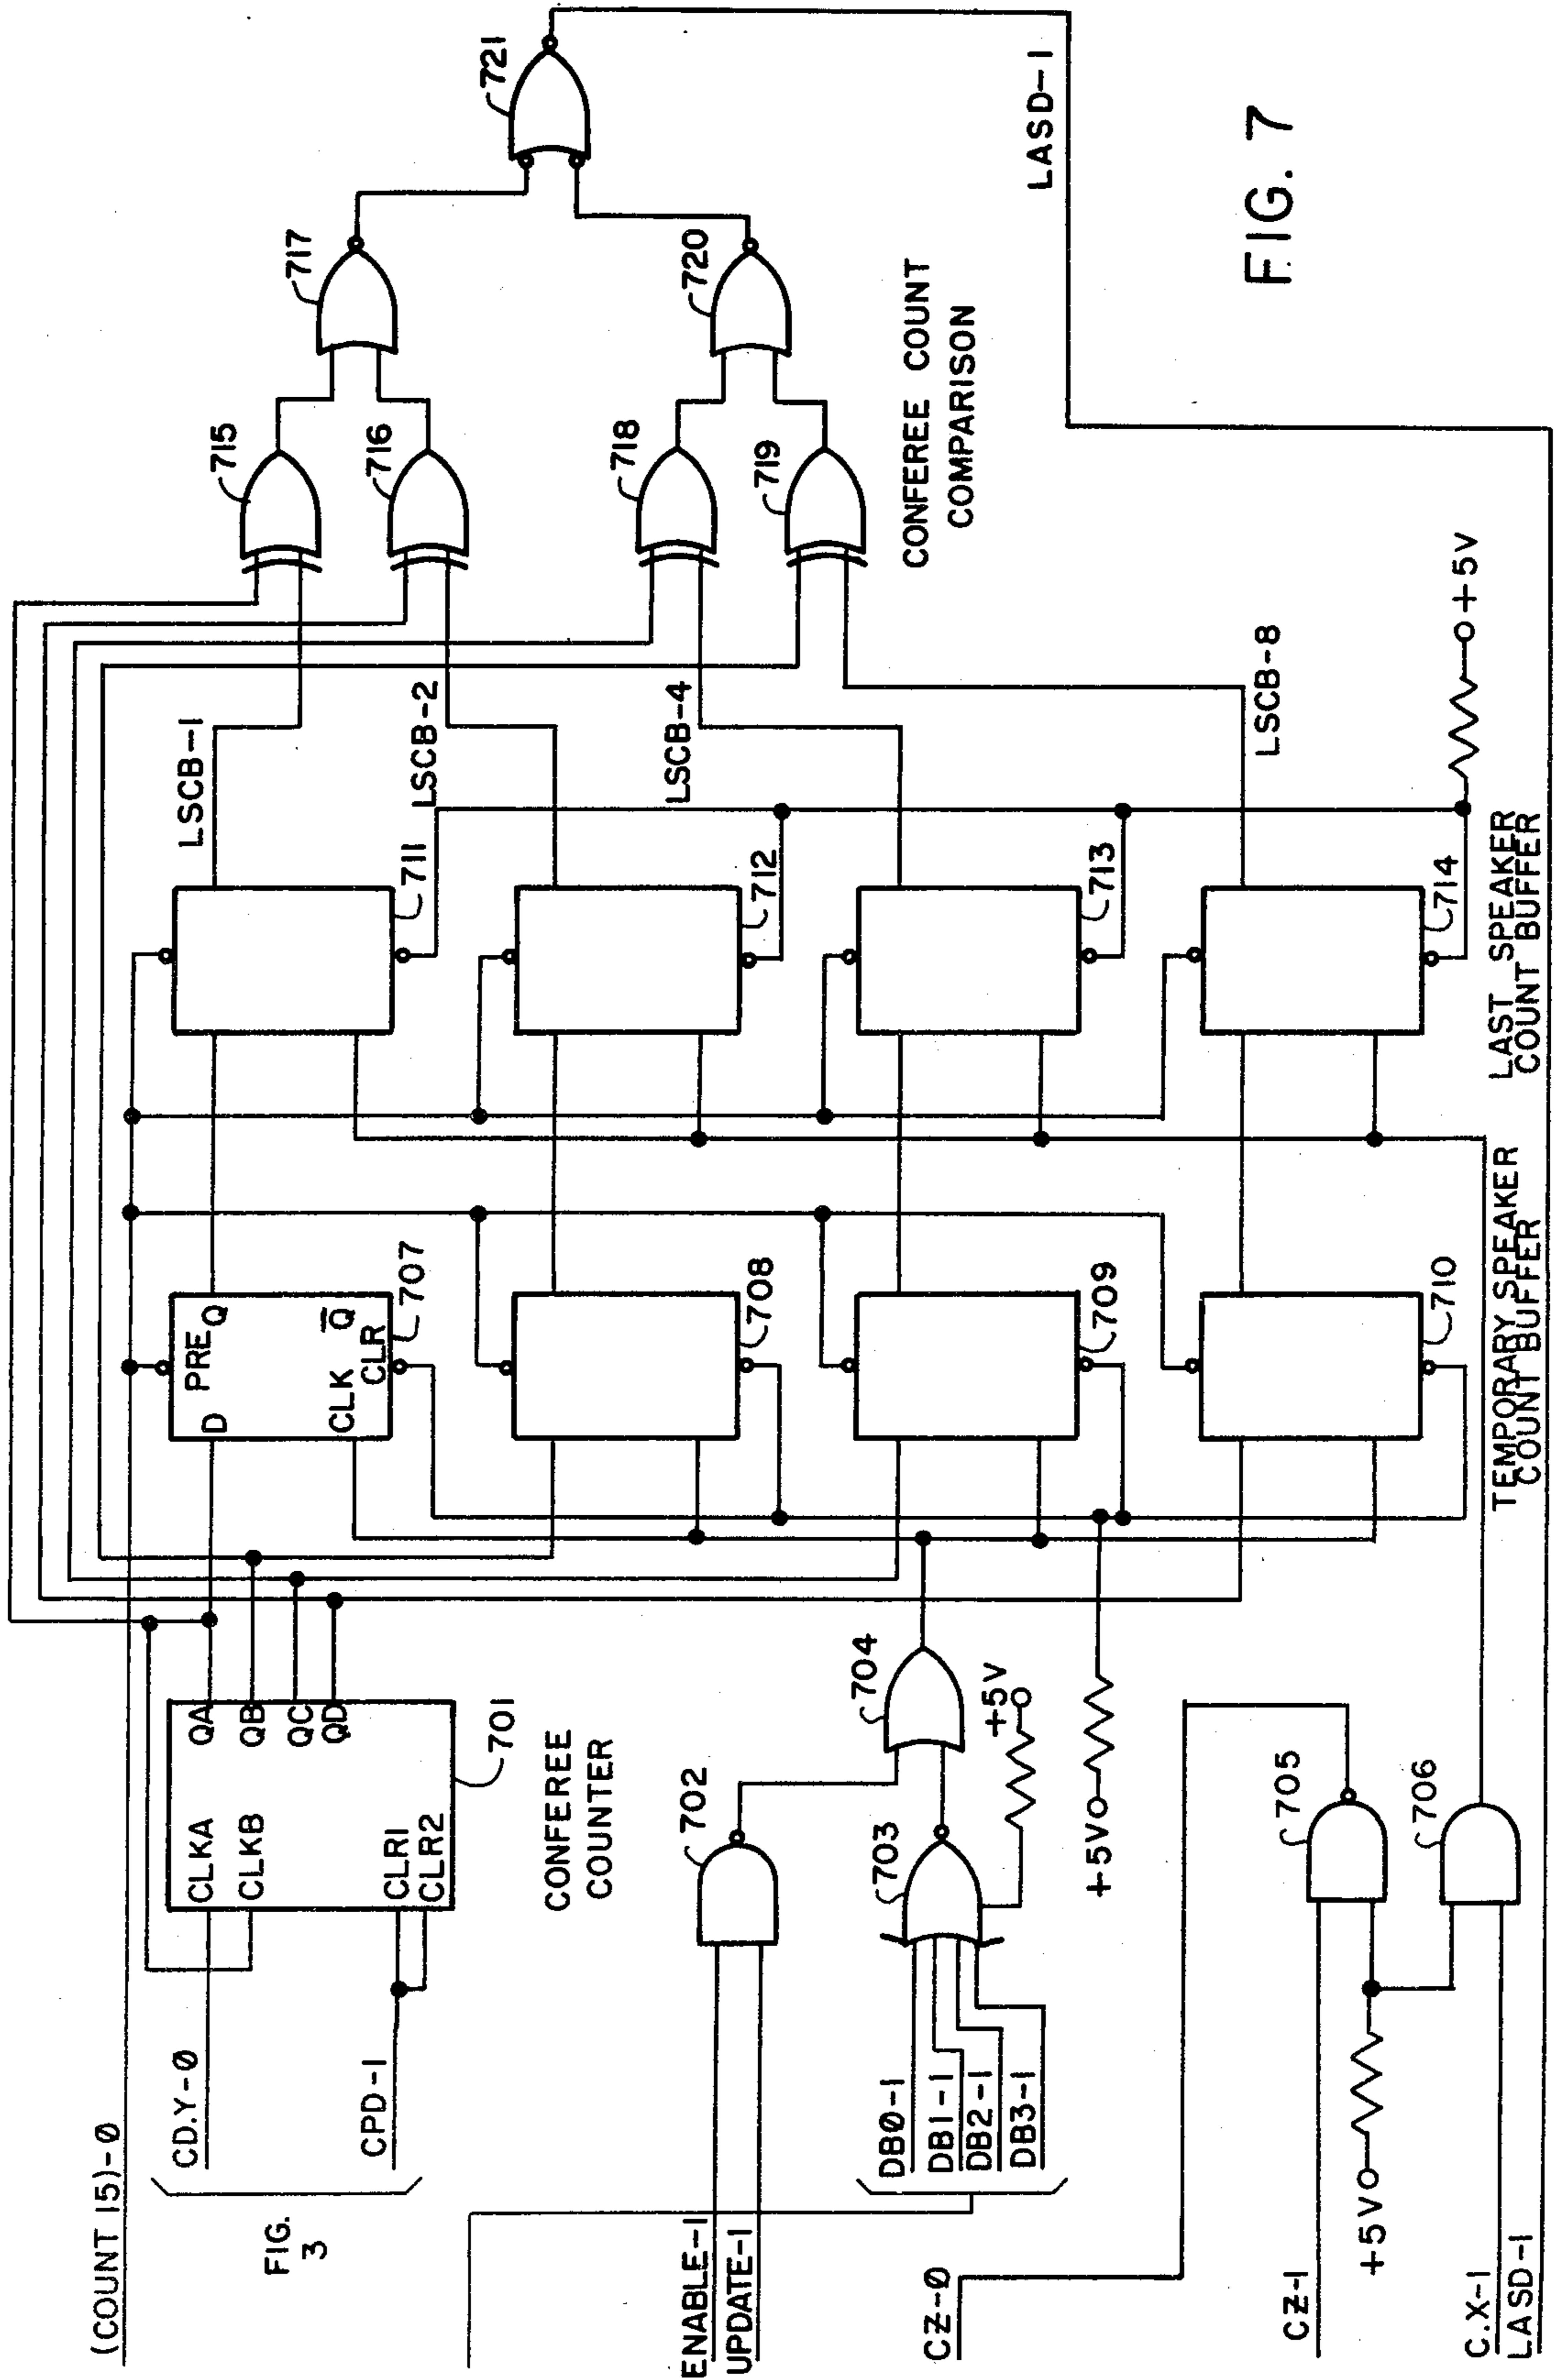 (COUNT 15)-0
CD.Y-0
CPD-1
FIG.
3
CLKA
CLKB
CLR1
CLR2
QA
QB
QC
QD
701
CONFEREE
COUNTER
ENABLE-1
UPDATE-1
702
703
704
+5V
DB0-1
DB1-1
DB2-1
DB3-1
CZ-0
CZ-1
+5V
+5V
705
706
C.X-1
LASD-1
PRE
D
Q
Q̅
CLK
CLR
707
708
709
710
TEMPORARY SPEAKER
COUNT BUFFER
711
712
713
714
LAST SPEAKER
COUNT BUFFER
+5V
LSCB-1
LSCB-2
LSCB-4
LSCB-8
715
716
717
718
719
720
721
CONFEREE COUNT
COMPARISON
LASD-1
FIG. 7